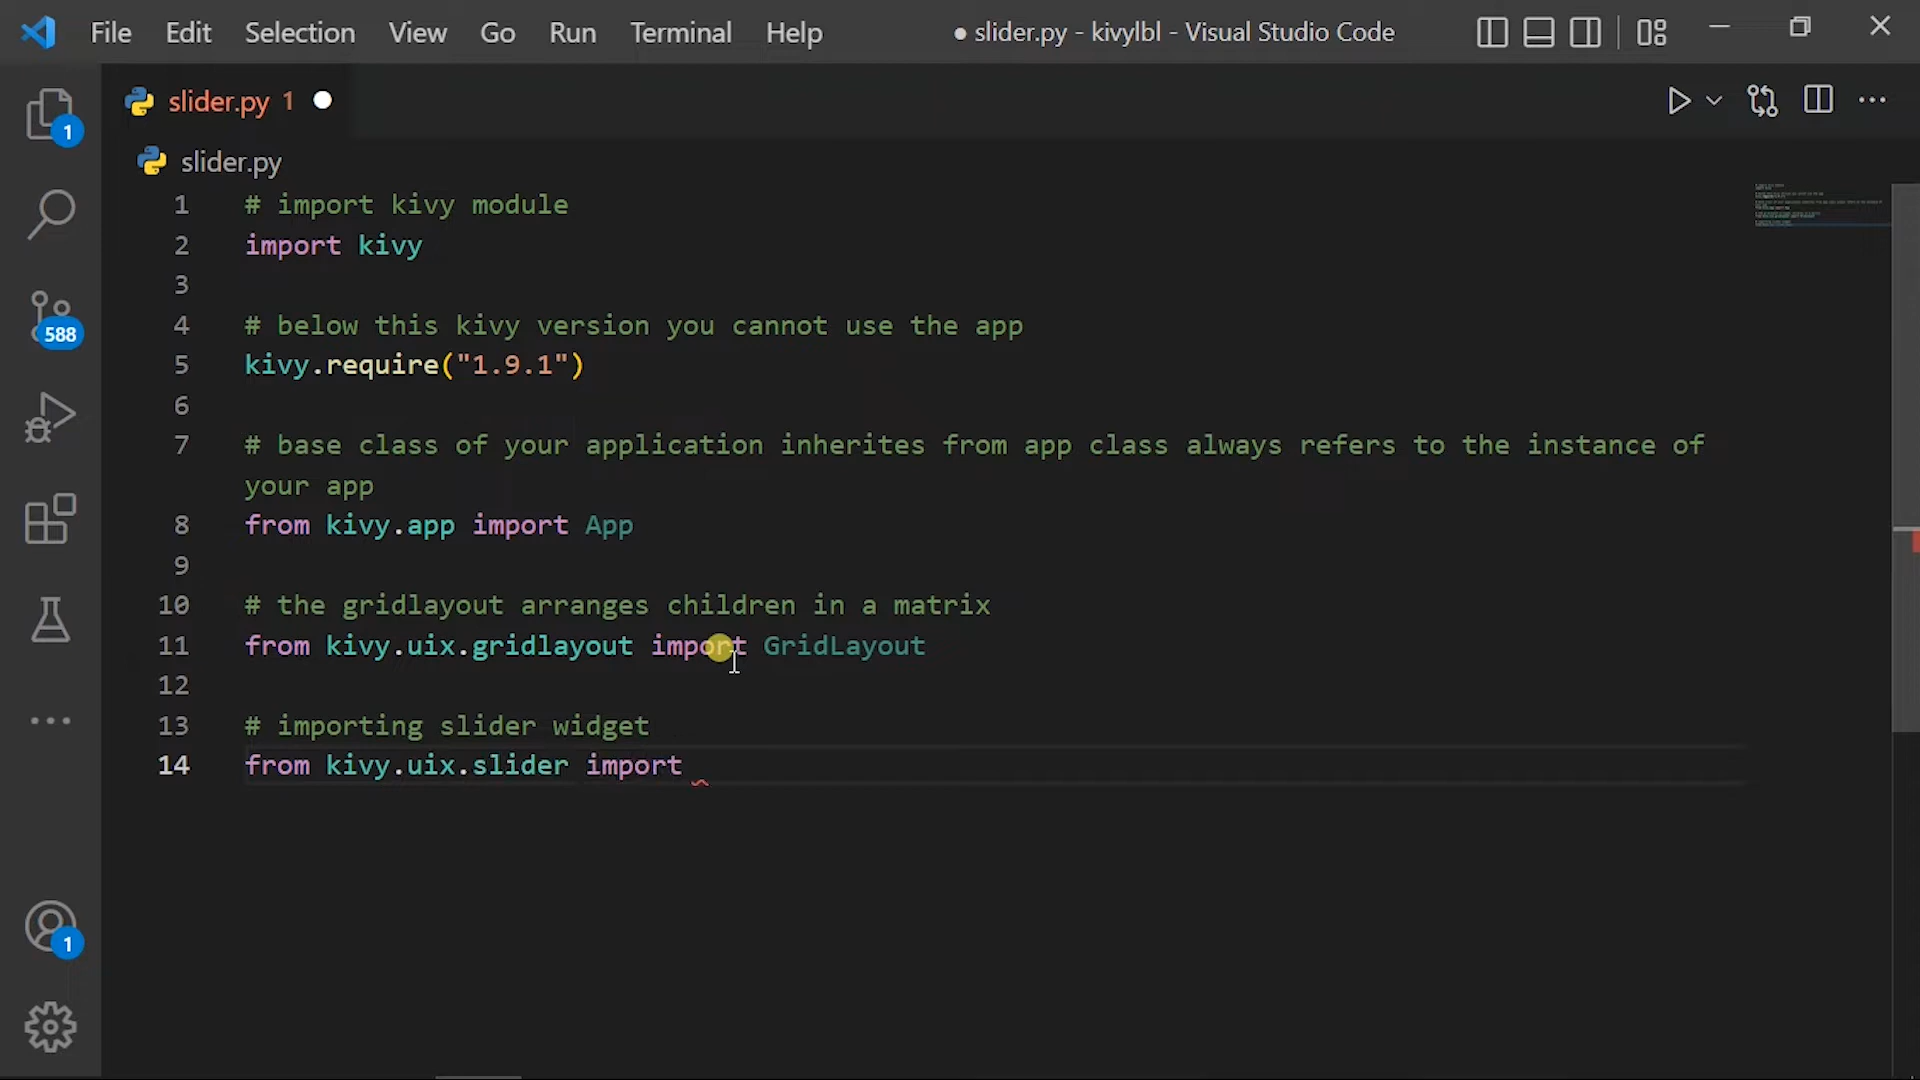 File Edit Selection View Go Run Terminal Help ● slider.py - kivylbl - Visual Studio Code
slider.py 1
1
slider.py
1 # import kivy module
2 import kivy
3
588
4 # below this kivy version you cannot use the app
5 kivy.require("1.9.1")
6
7 # base class of your application inherites from app class always refers to the instance of
your app
8 from kivy.app import App
9
10 # the gridlayout arranges children in a matrix
11 from kivy.uix.gridlayout import GridLayout
12
13 # importing slider widget
14 from kivy.uix.slider import
1